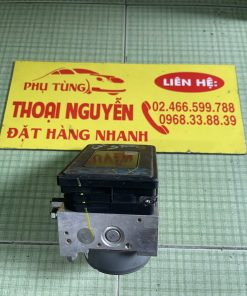 PHỤ TÙNG
THOẠI NGUYỄN
ĐẶT HÀNG NHANH
LIÊN HỆ:
02.466.599.788
0968.33.88.39